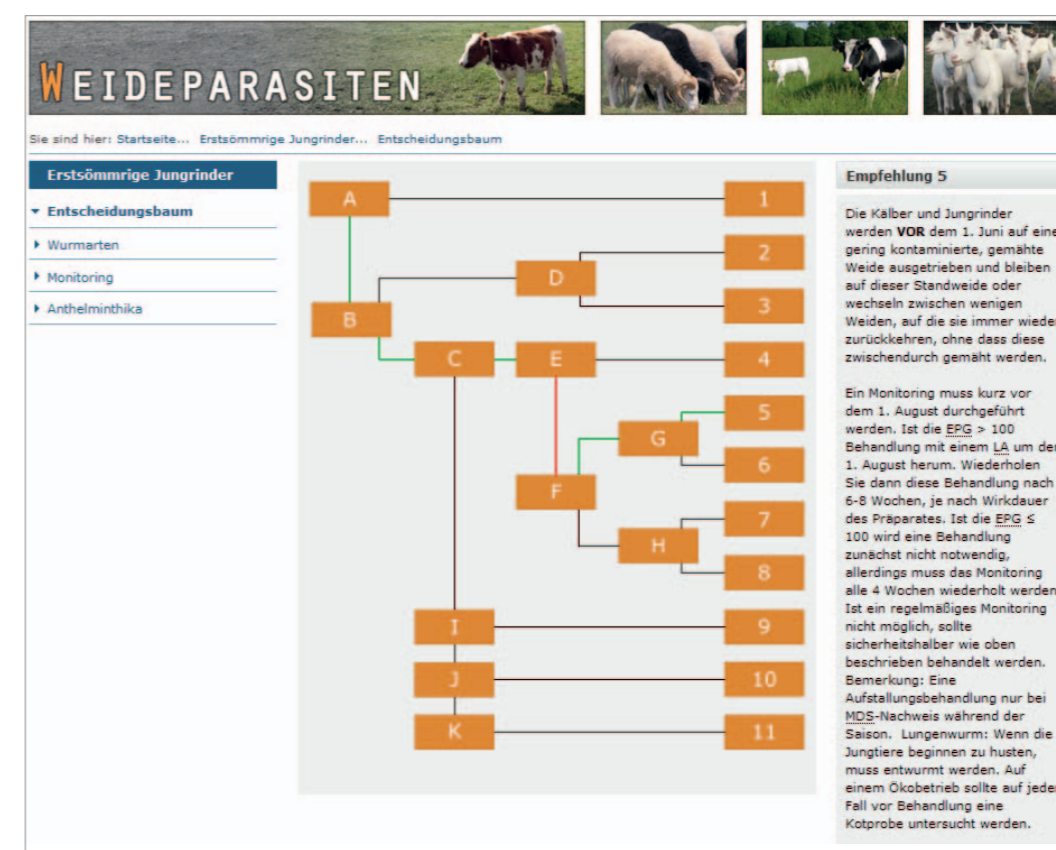 WEIDEPARASITEN
Sie sind hier: Startseite... Erstsömmrige Jungrinder... Entscheidungsbaum
Erstsömmrige Jungrinder
Entscheidungsbaum
Wurmarten
Monitoring
Anthelminthika
A
1
2
D
3
B
C
E
4
5
G
6
F
7
H
8
I
9
J
10
K
11
Empfehlung 5
Die Kälber und Jungrinder
werden VOR dem 1. Juni auf eine
gering kontaminierte, gemähte
Weide ausgetrieben und bleiben
auf dieser Standweide oder
wechseln zwischen wenigen
Weiden, auf die sie immer wieder
zurückkehren, ohne dass diese
zwischendurch gemäht werden.
Ein Monitoring muss kurz vor
dem 1. August durchgeführt
werden. Ist die EPG > 100
Behandlung mit einem LA um den
1. August herum. Wiederholen
Sie dann diese Behandlung nach
6-8 Wochen, je nach Wirkdauer
des Präparates. Ist die EPG ≤
100 wird eine Behandlung
zunächst nicht notwendig,
allerdings muss das Monitoring
alle 4 Wochen wiederholt werden
Ist ein regelmäßiges Monitoring
nicht möglich, sollte
sicherheitshalber wie oben
beschrieben behandelt werden.
Bemerkung: Eine
Aufstallungsbehandlung nur bei
MDS-Nachweis während der
Saison. Lungenwurm: Wenn die
Jungtiere beginnen zu husten,
muss entwurmt werden. Auf
einem Ökobetrieb sollte auf jeden
Fall vor Behandlung eine
Kotprobe untersucht werden.